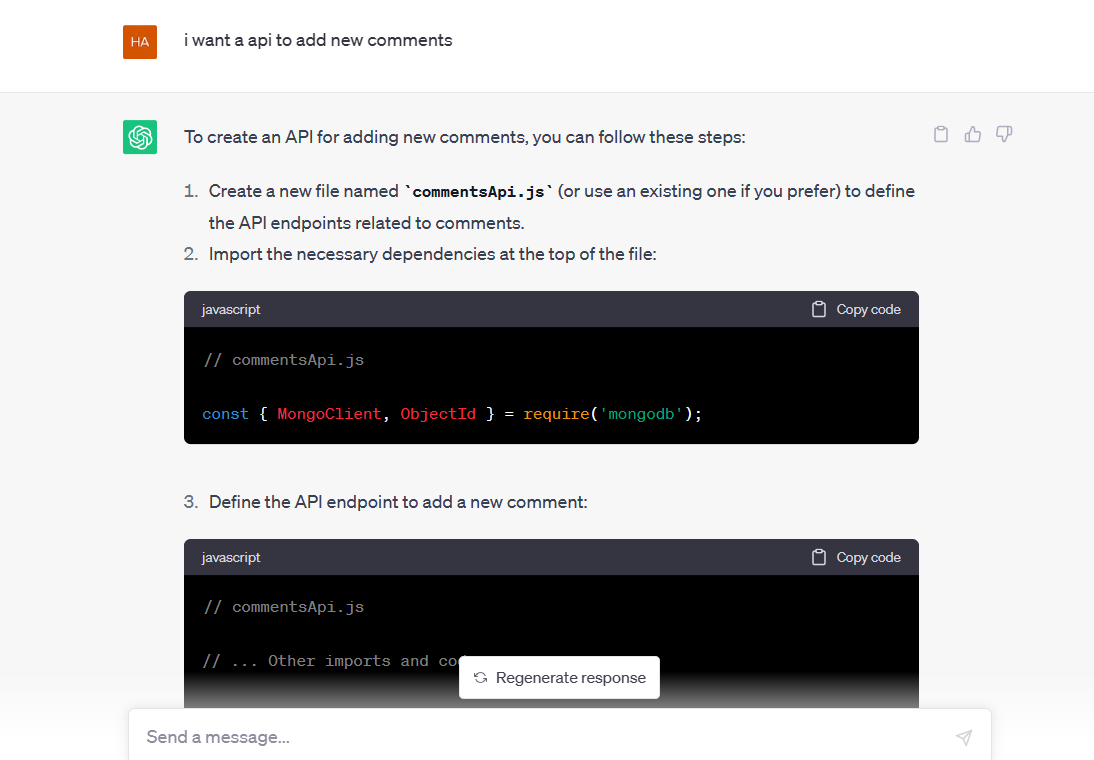 HA
i want a api to add new comments
To create an API for adding new comments, you can follow these steps:
1. Create a new file named `commentsApi.js` (or use an existing one if you prefer) to define
the API endpoints related to comments.
2. Import the necessary dependencies at the top of the file:
javascript
Copy code
// commentsApi.js
const { MongoClient, ObjectId } = require('mongodb');
3. Define the API endpoint to add a new comment:
javascript
Copy code
// commentsApi.js
// ... Other imports and
Regenerate response
Send a message...